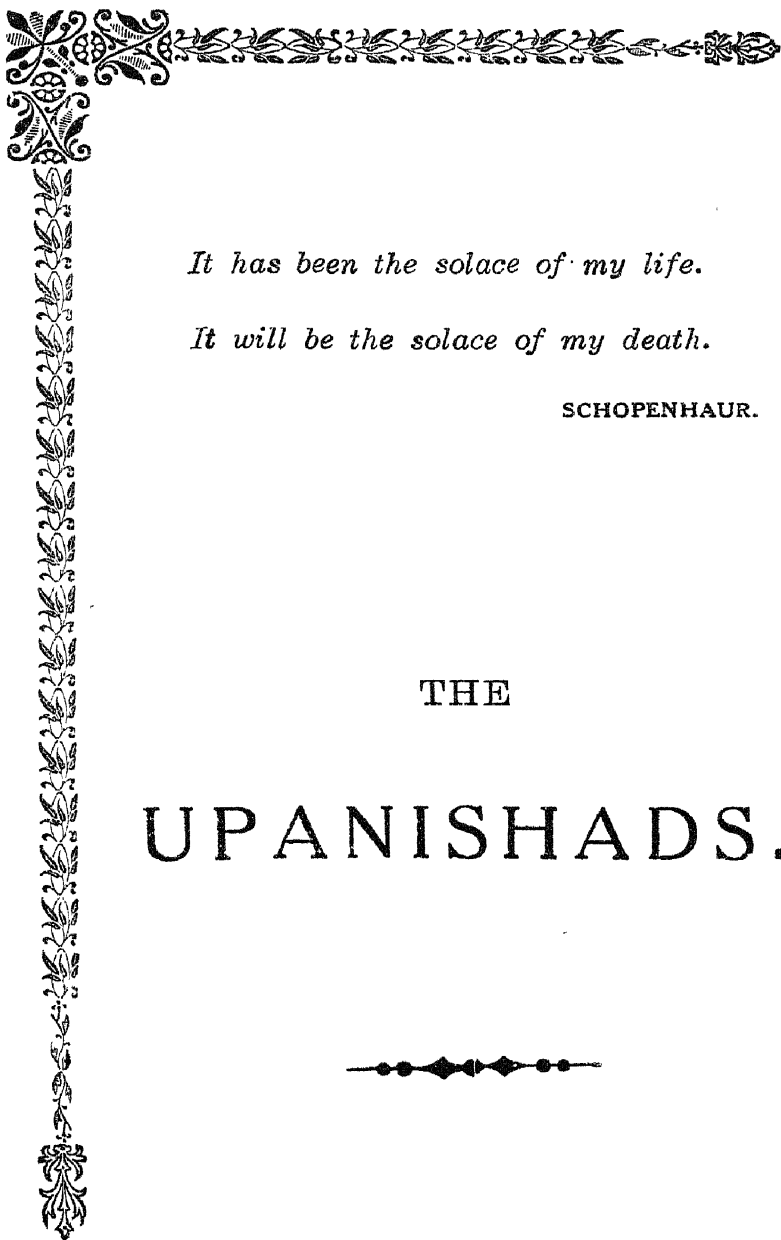 It has been the solace of my life.
It will be the solace of my death.
SCHOPENHAUR.
THE
UPANISHADS.